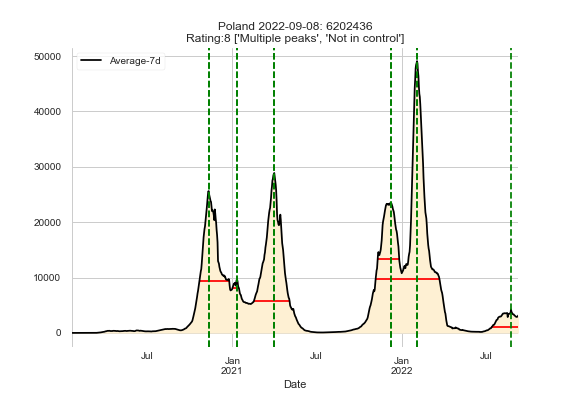 Poland 2022-09-08: 6202436
Rating:8 ['Multiple peaks', 'Not in control']
Average-7d
50000
40000
30000
20000
10000
0
Jul
Jan
2021
Jul
Jan
2022
Jul
Date